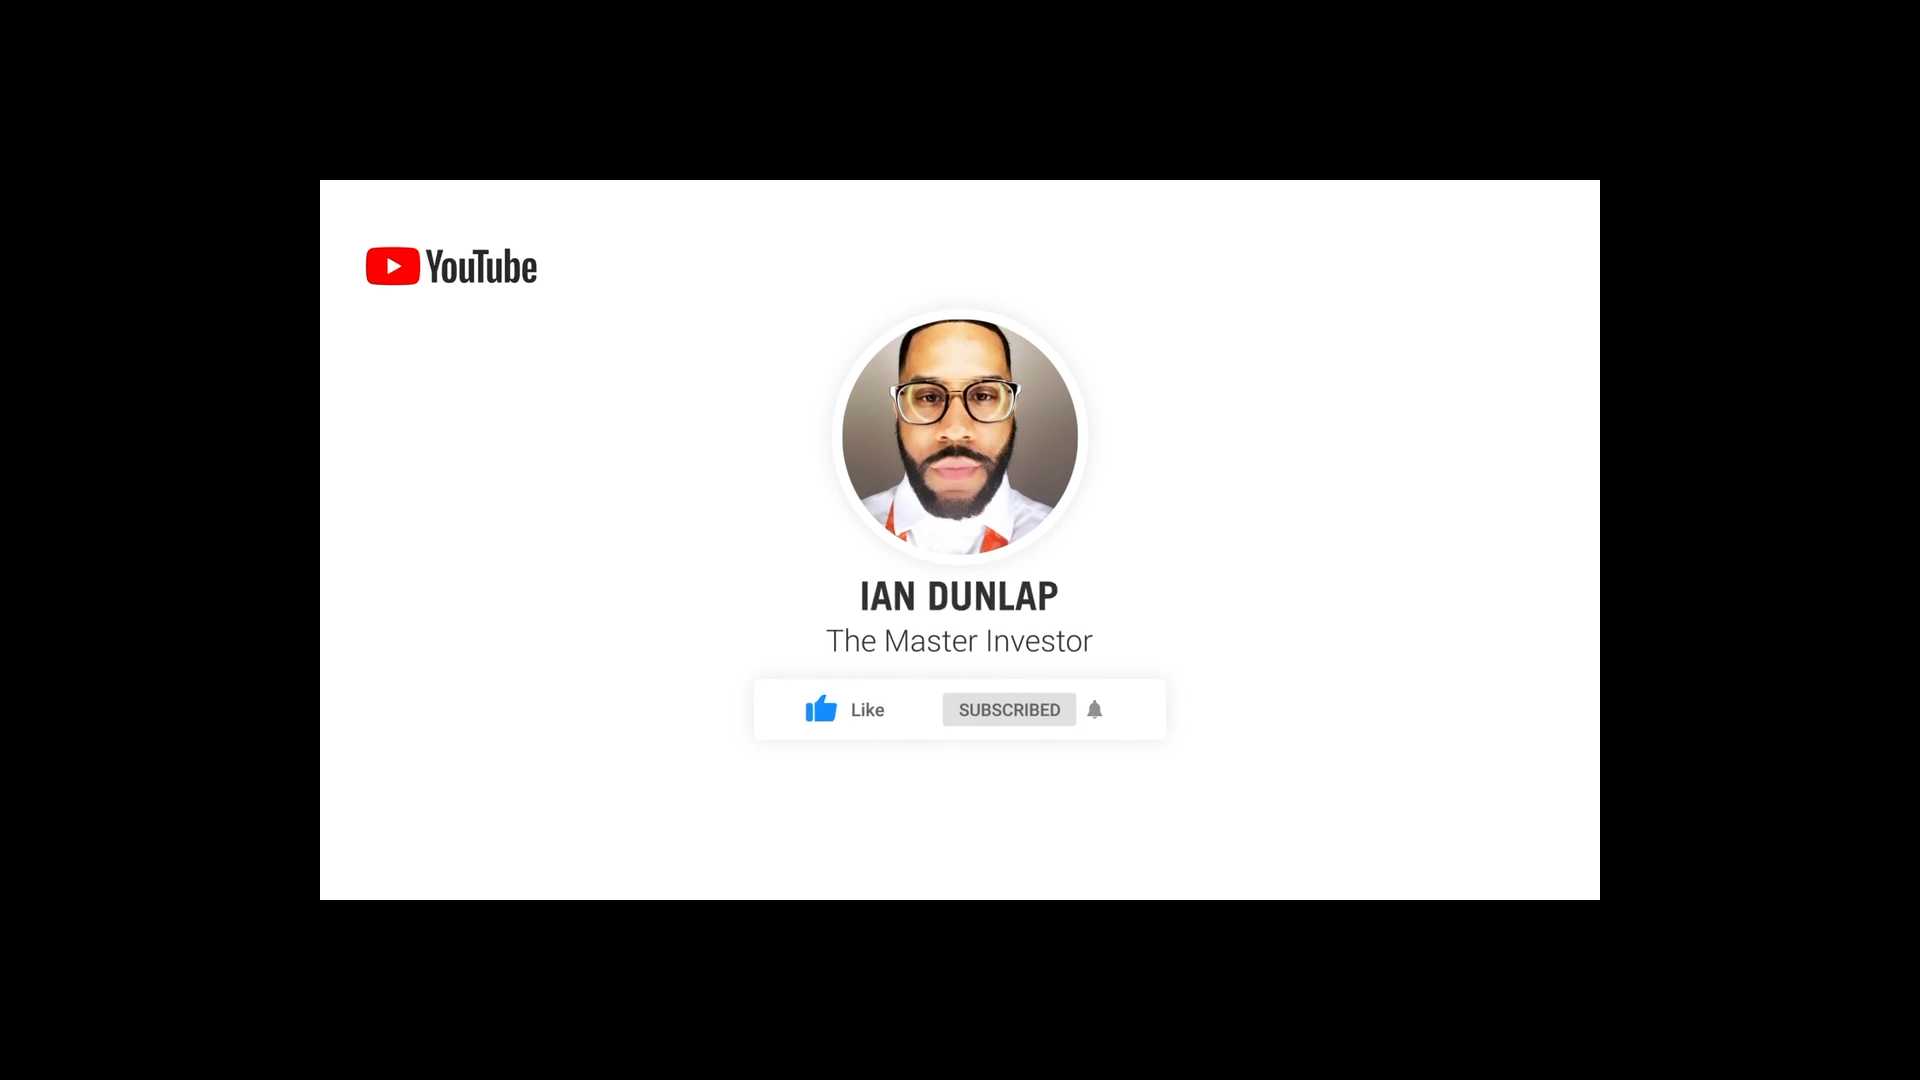 YouTube
IAN DUNLAP
The Master Investor
Like
SUBSCRIBED